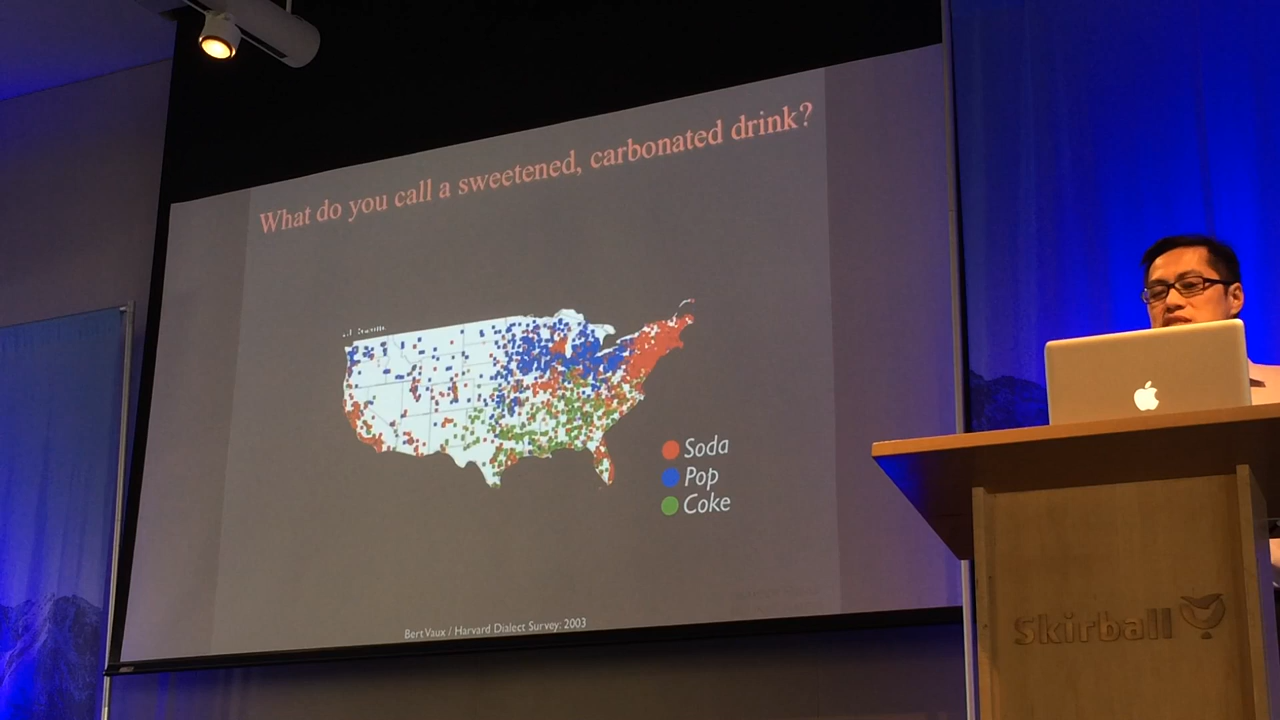 What do you call a sweetened, carbonated drink?
Soda
Pop
Coke
Bert Vaux / Harvard Dialect Survey: 2003
Skirball